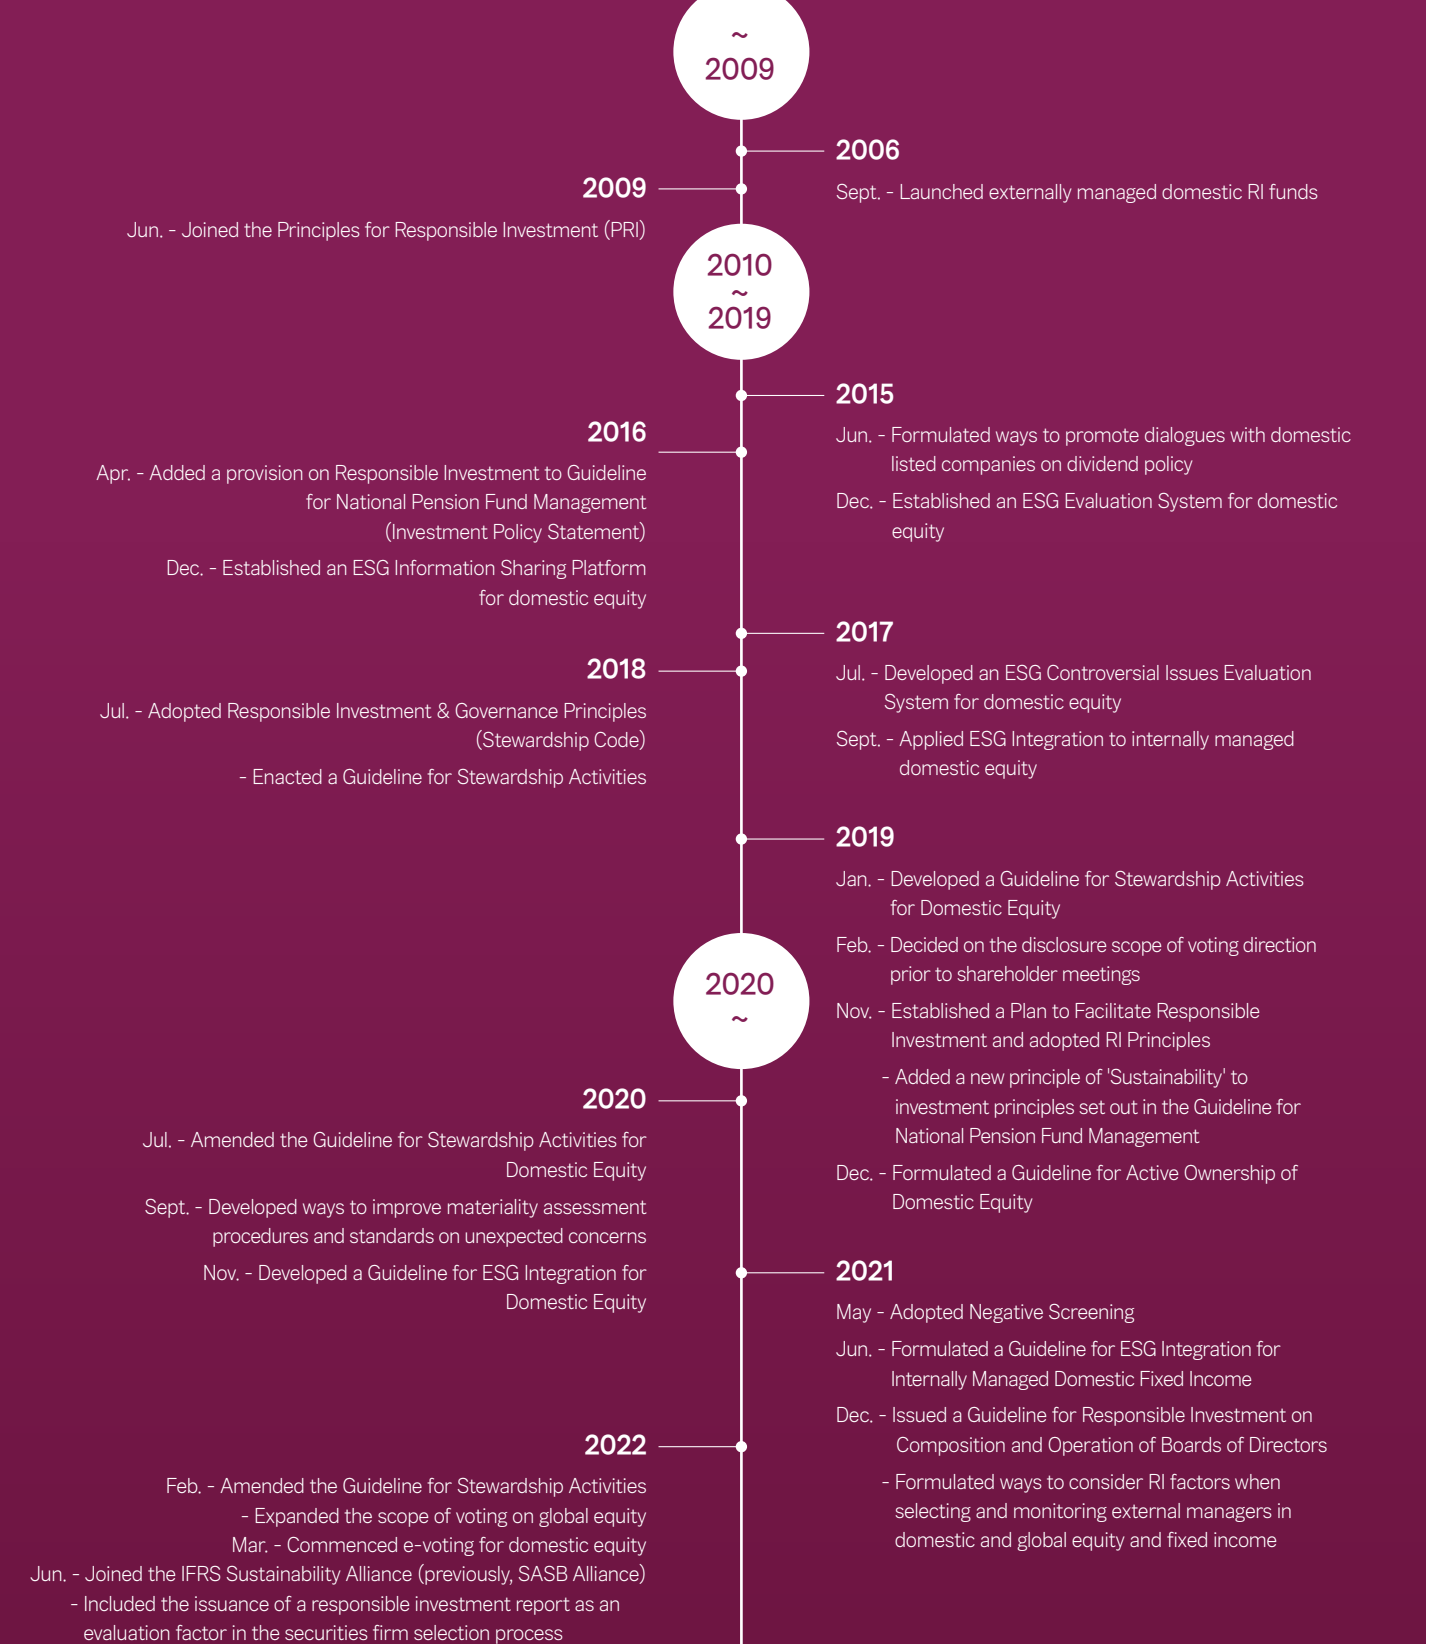 ~
2009
2006
Sept. - Launched externally managed domestic RI funds
2009
Jun. - Joined the Principles for Responsible Investment (PRI)
2010
~
2019
2015
Jun. - Formulated ways to promote dialogues with domestic
listed companies on dividend policy
Dec. - Established an ESG Evaluation System for domestic
equity
2016
Apr. - Added a provision on Responsible Investment to Guideline
for National Pension Fund Management
(Investment Policy Statement)
Dec. - Established an ESG Information Sharing Platform
for domestic equity
2017
Jul. - Developed an ESG Controversial Issues Evaluation
System for domestic equity
Sept. - Applied ESG Integration to internally managed
domestic equity
2018
Jul. - Adopted Responsible Investment & Governance Principles
(Stewardship Code)
- Enacted a Guideline for Stewardship Activities
2019
Jan. - Developed a Guideline for Stewardship Activities
for Domestic Equity
Feb. - Decided on the disclosure scope of voting direction
prior to shareholder meetings
Nov. - Established a Plan to Facilitate Responsible
Investment and adopted RI Principles
- Added a new principle of 'Sustainability' to
investment principles set out in the Guideline for
National Pension Fund Management
Dec. - Formulated a Guideline for Active Ownership of
Domestic Equity
2020
~
2020
Jul. - Amended the Guideline for Stewardship Activities for
Domestic Equity
Sept. - Developed ways to improve materiality assessment
procedures and standards on unexpected concerns
Nov. - Developed a Guideline for ESG Integration for
Domestic Equity
2021
May - Adopted Negative Screening
Jun. - Formulated a Guideline for ESG Integration for
Internally Managed Domestic Fixed Income
Dec. - Issued a Guideline for Responsible Investment on
Composition and Operation of Boards of Directors
- Formulated ways to consider RI factors when
selecting and monitoring external managers in
domestic and global equity and fixed income
2022
Feb. - Amended the Guideline for Stewardship Activities
- Expanded the scope of voting on global equity
Mar. - Commenced e-voting for domestic equity
Jun. - Joined the IFRS Sustainability Alliance (previously, SASB Alliance)
- Included the issuance of a responsible investment report as an
evaluation factor in the securities firm selection process